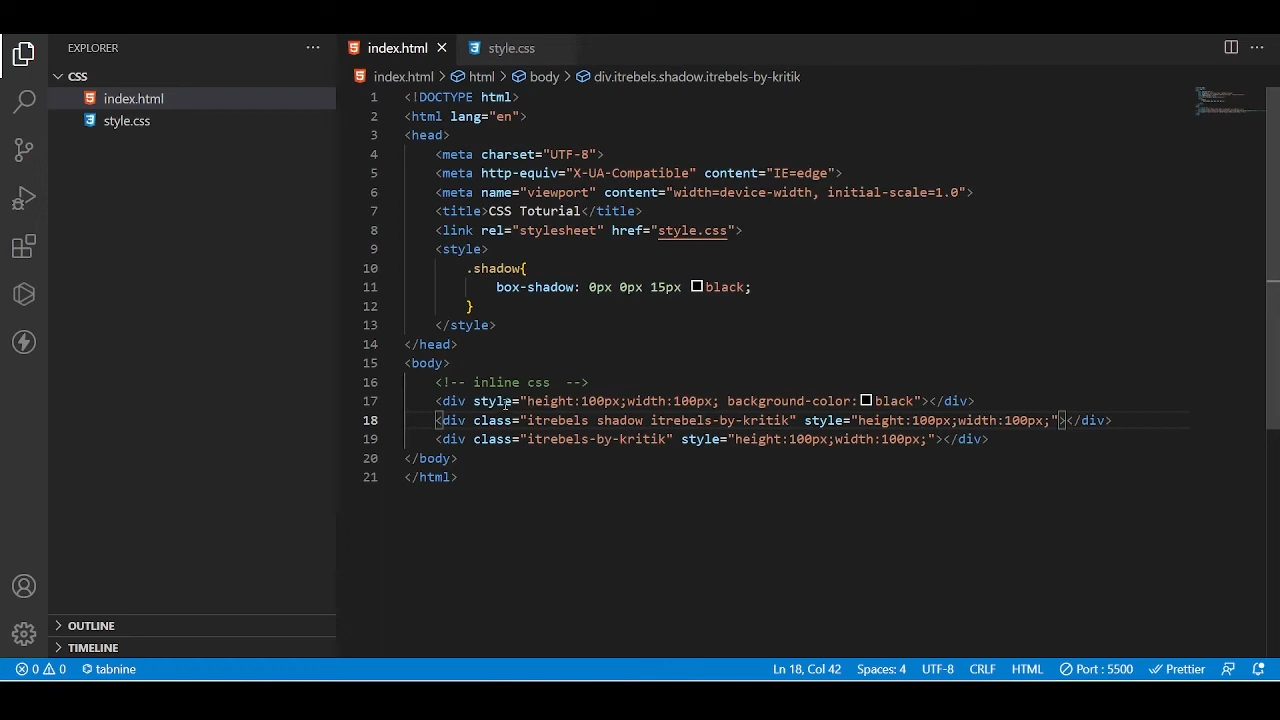 EXPLORER
CSS
index.html
style.css
OUTLINE
TIMELINE
index.html
style.css
index.html > html > body > div.itrebels.shadow.itrebels-by-kritik
1 <!DOCTYPE html>
2 <html lang="en">
3 <head>
4 <meta charset="UTF-8">
5 <meta http-equiv="X-UA-Compatible" content="IE=edge">
6 <meta name="viewport" content="width=device-width, initial-scale=1.0">
7 <title>CSS Toturial</title>
8 <link rel="stylesheet" href="style.css">
9 <style>
10 .shadow{
11 box-shadow: 0px 0px 15px black;
12 }
13 </style>
14 </head>
15 <body>
16 <!-- inline css -->
17 <div style="height:100px;width:100px; background-color:black"></div>
18 <div class="itrebels shadow itrebels-by-kritik" style="height:100px;width:100px;"></div>
19 <div class="itrebels-by-kritik" style="height:100px;width:100px;"></div>
20 </body>
21 </html>
0 0 tabnine Ln 18, Col 42 Spaces: 4 UTF-8 CRLF HTML Port : 5500 Prettier